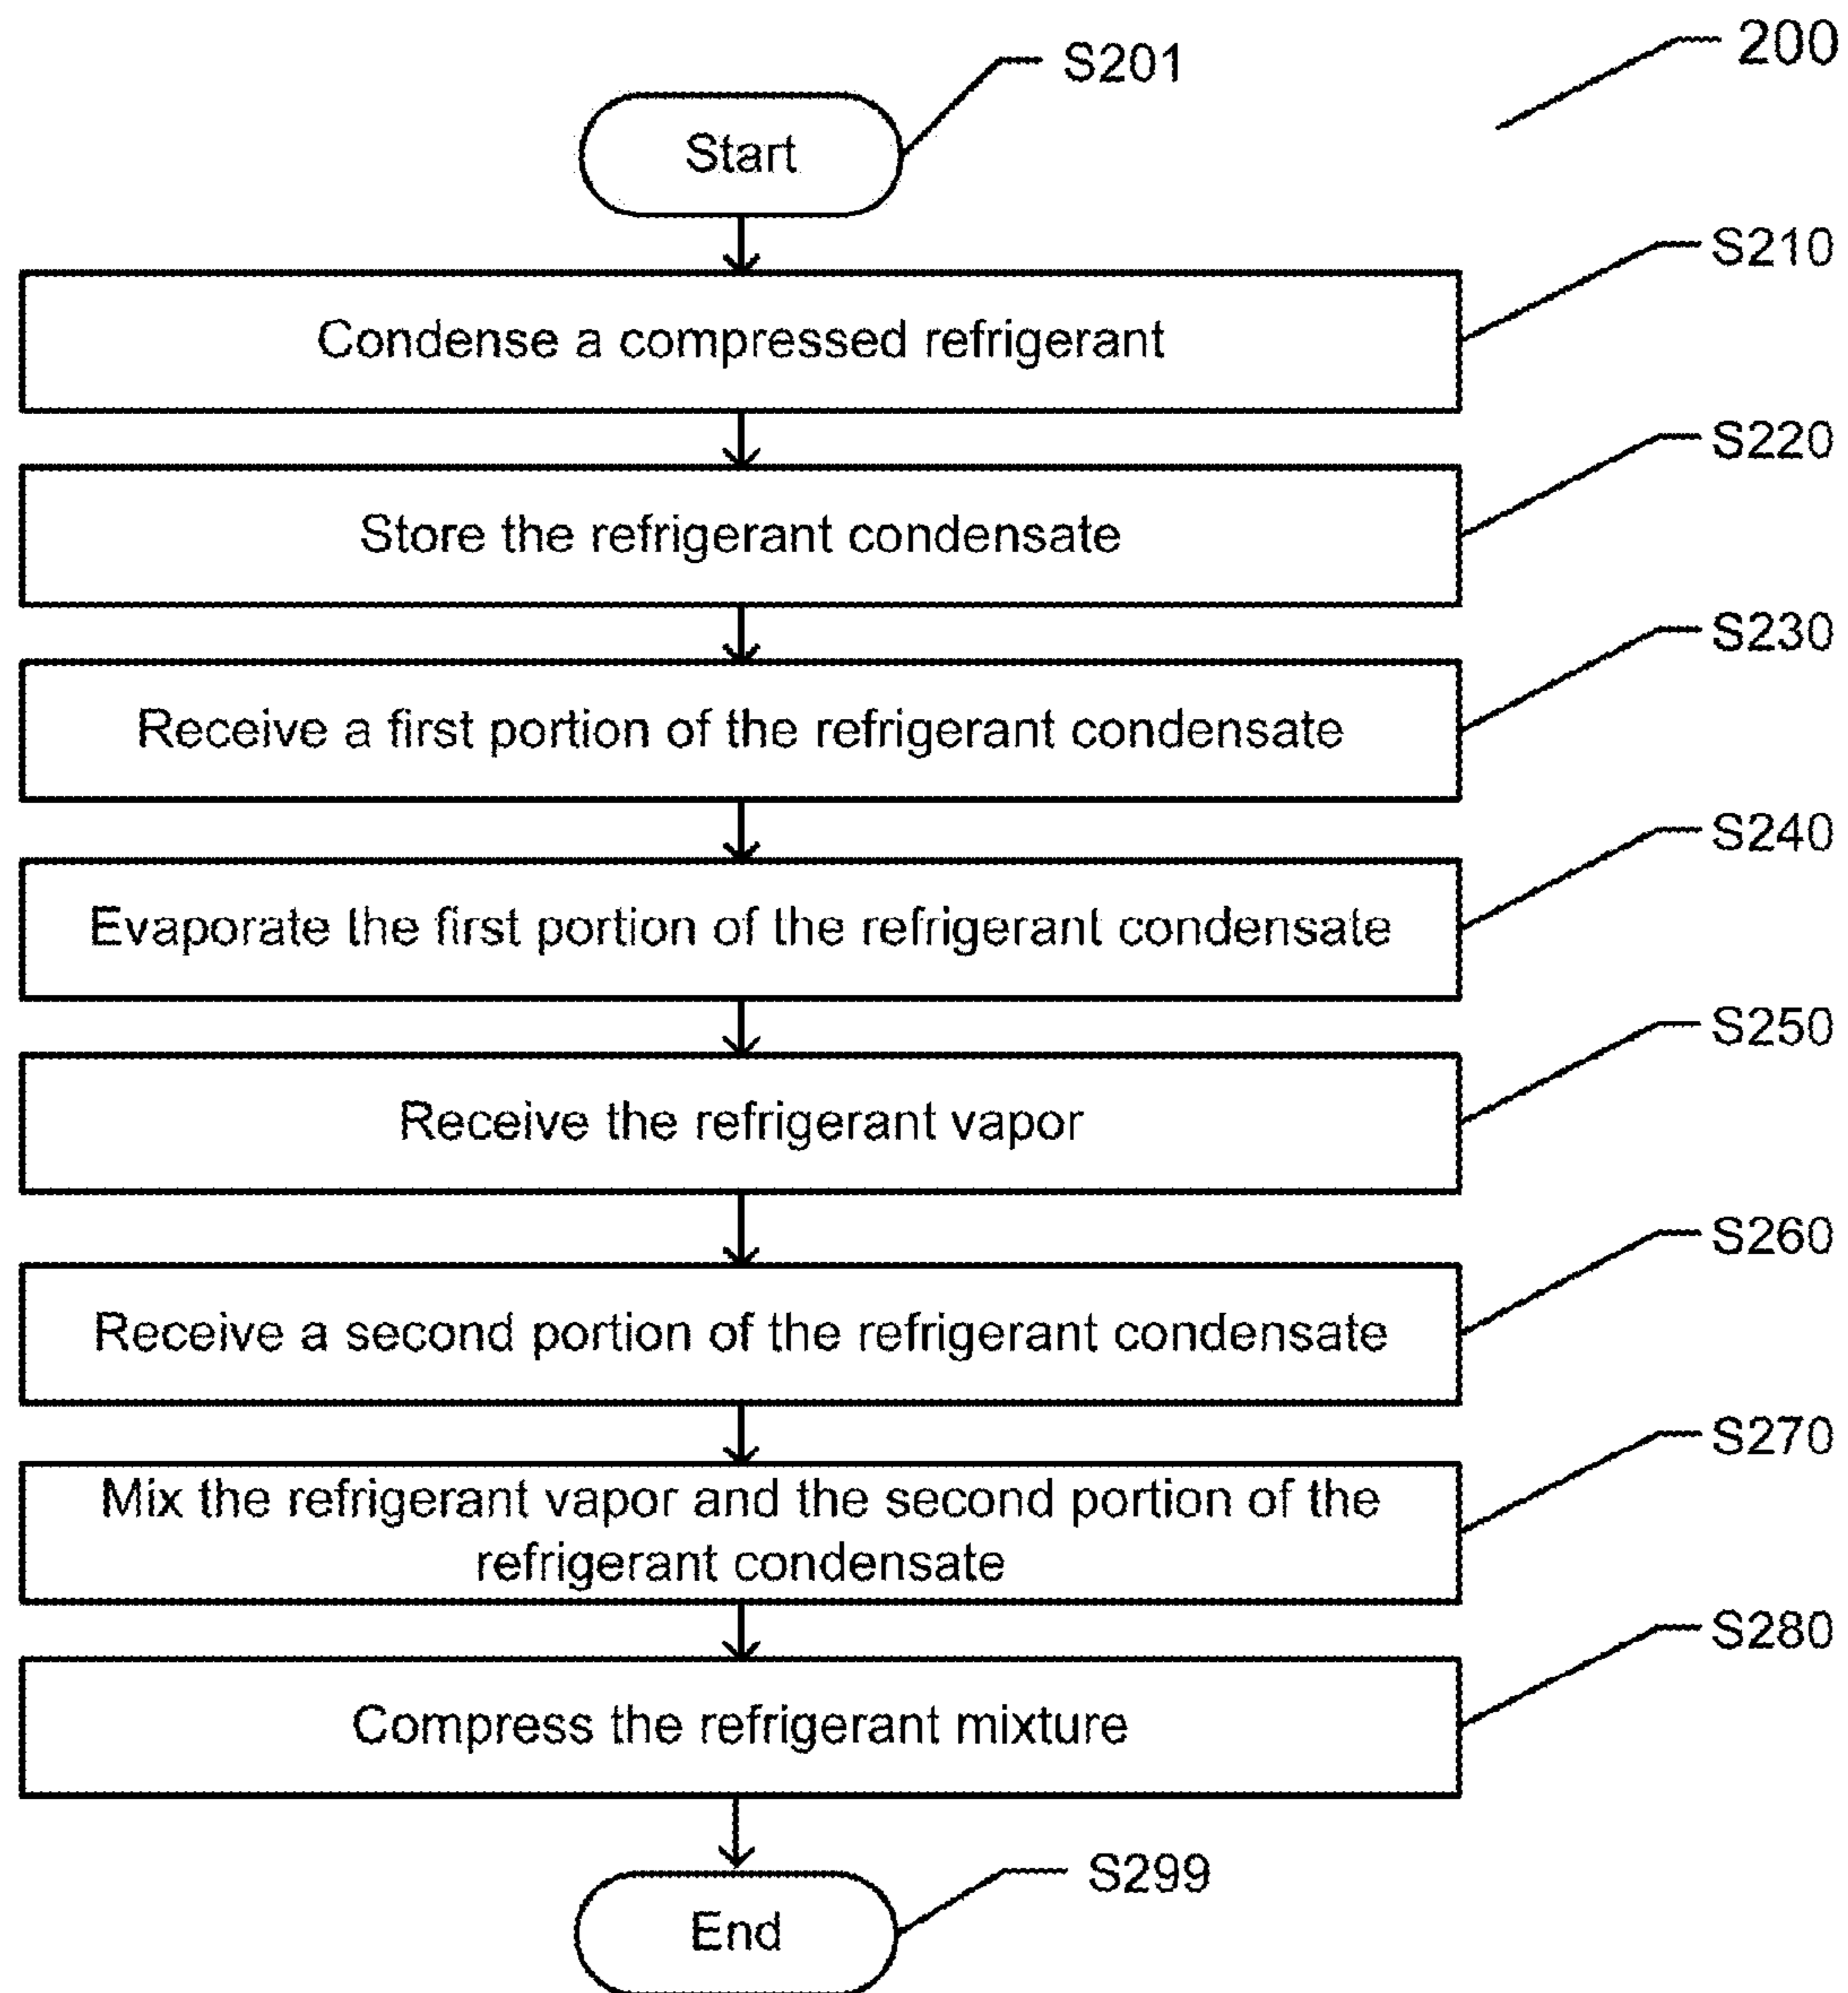 200
S201
Start
S210
Condense a compressed refrigerant
S220
Store the refrigerant condensate
S230
Receive a first portion of the refrigerant condensate
S240
Evaporate the first portion of the refrigerant condensate
S250
Receive the refrigerant vapor
S260
Receive a second portion of the refrigerant condensate
S270
Mix the refrigerant vapor and the second portion of the
refrigerant condensate
S280
Compress the refrigerant mixture
S299
End